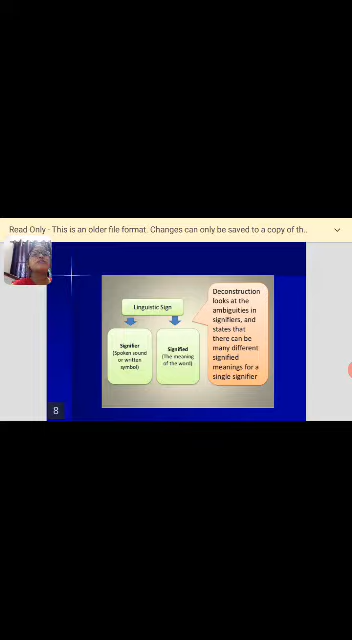 Read Only - This is an older file format. Changes can only be saved to a copy of th..
Linguistic Sign
Signifier
(Spoken sound
or written
symbol)
Signified
(The meaning
of the word)
Deconstruction
looks at the
ambiguities in
signifiers, and
states that
there can be
many different
signified
meanings for a
single signifier
8